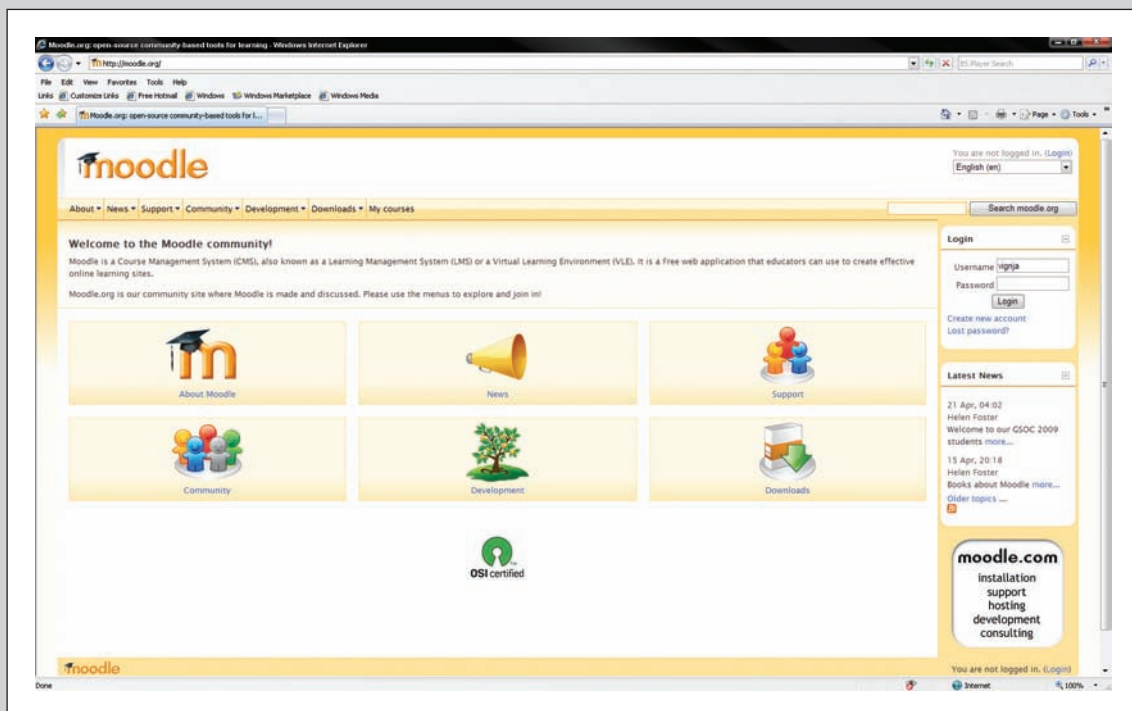 Moodle.org: open-source community-based tools for learning - Windows Internet Explorer
http://moodle.org/
ES Player Search
File Edit View Favorites Tools Help
Links Customize Links Free Hotmail Windows Windows Marketplace Windows Media
Moodle.org: open-source community-based tools for l...
Page Tools
moodle
You are not logged in. (Login)
English (en)
About News Support Community Development Downloads My courses
Search moodle.org
Welcome to the Moodle community!
Moodle is a Course Management System (CMS), also known as a Learning Management System (LMS) or a Virtual Learning Environment (VLE). It is a Free web application that educators can use to create effective
online learning sites.
Moodle.org is our community site where Moodle is made and discussed. Please use the menus to explore and join in!
About Moodle
News
Support
Community
Development
Downloads
OSI certified
Login
Username vignja
Password
Login
Create new account
Lost password?
Latest News
21 Apr, 04:02
Helen Foster
Welcome to our GSOC 2009
students more...
15 Apr, 20:18
Helen Foster
Books about Moodle more...
Older topics ...
moodle.com
installation
support
hosting
development
consulting
moodle
You are not logged in. (Login)
Done
Internet
100%